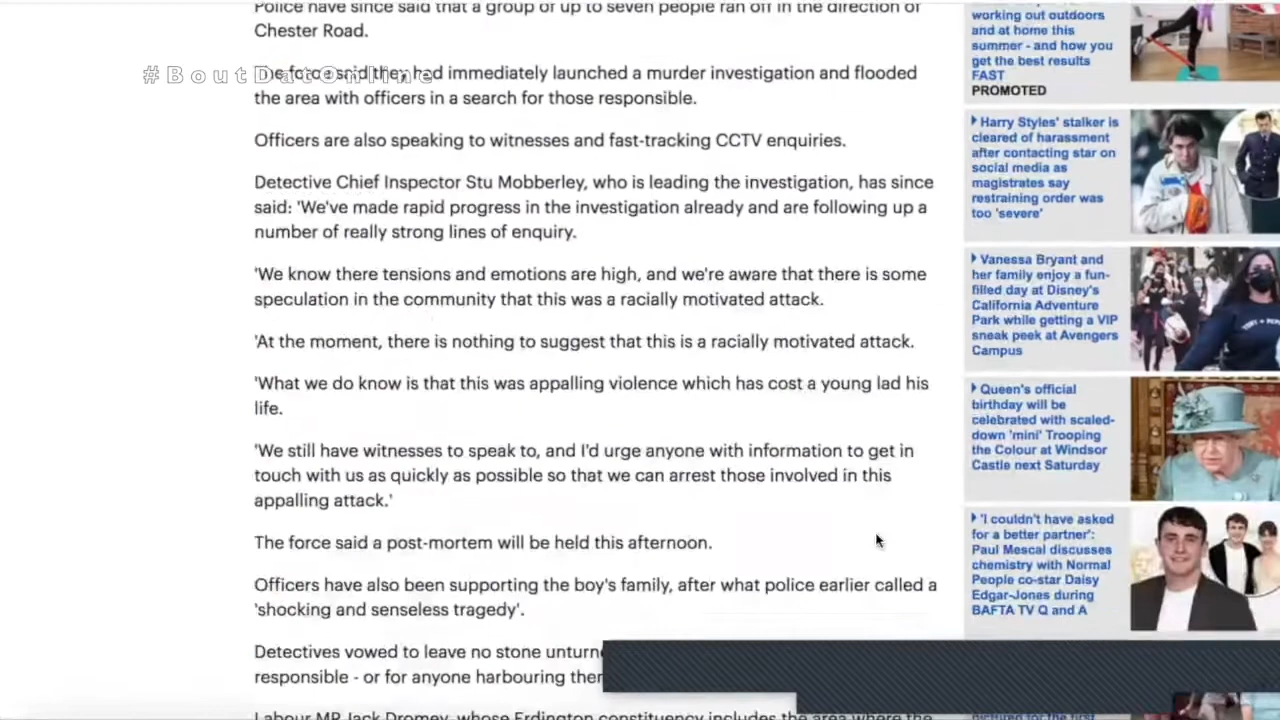 Police have since said that a group of up to seven people ran off in the direction of
Chester Road.
#BoutDatOnline
immediately launched a murder investigation and flooded
the area with officers in a search for those responsible.
Officers are also speaking to witnesses and fast-tracking CCTV enquiries.
Detective Chief Inspector Stu Mobberley, who is leading the investigation, has since
said: 'We've made rapid progress in the investigation already and are following up a
number of really strong lines of enquiry.
'We know there tensions and emotions are high, and we're aware that there is some
speculation in the community that this was a racially motivated attack.
'At the moment, there is nothing to suggest that this is a racially motivated attack.
'What we do know is that this was appalling violence which has cost a young lad his
life.
'We still have witnesses to speak to, and I'd urge anyone with information to get in
touch with us as quickly as possible so that we can arrest those involved in this
appalling attack.'
The force said a post-mortem will be held this afternoon.
Officers have also been supporting the boy's family, after what police earlier called a
'shocking and senseless tragedy'.
Detectives vowed to leave no stone
responsible - or for anyone harbouring
Labour MP Jack Dromey, whose Erdington constituency includes the area where the
working out outdoors
and at home this
summer - and how you
get the best results
FAST
PROMOTED
Harry Styles' stalker is
cleared of harassment
after contacting star on
social media as
magistrates say
restraining order was
too 'severe'
Vanessa Bryant and
her family enjoy a fun-
filled day at Disney's
California Adventure
Park while getting a VIP
sneak peek at Avengers
Campus
Queen's official
birthday will be
celebrated with scaled-
down 'mini' Trooping
the Colour at Windsor
Castle next Saturday
'I couldn't have asked
for a better partner':
Paul Mescal discusses
chemistry with Normal
People co-star Daisy
Edgar-Jones during
BAFTA TV Q and A